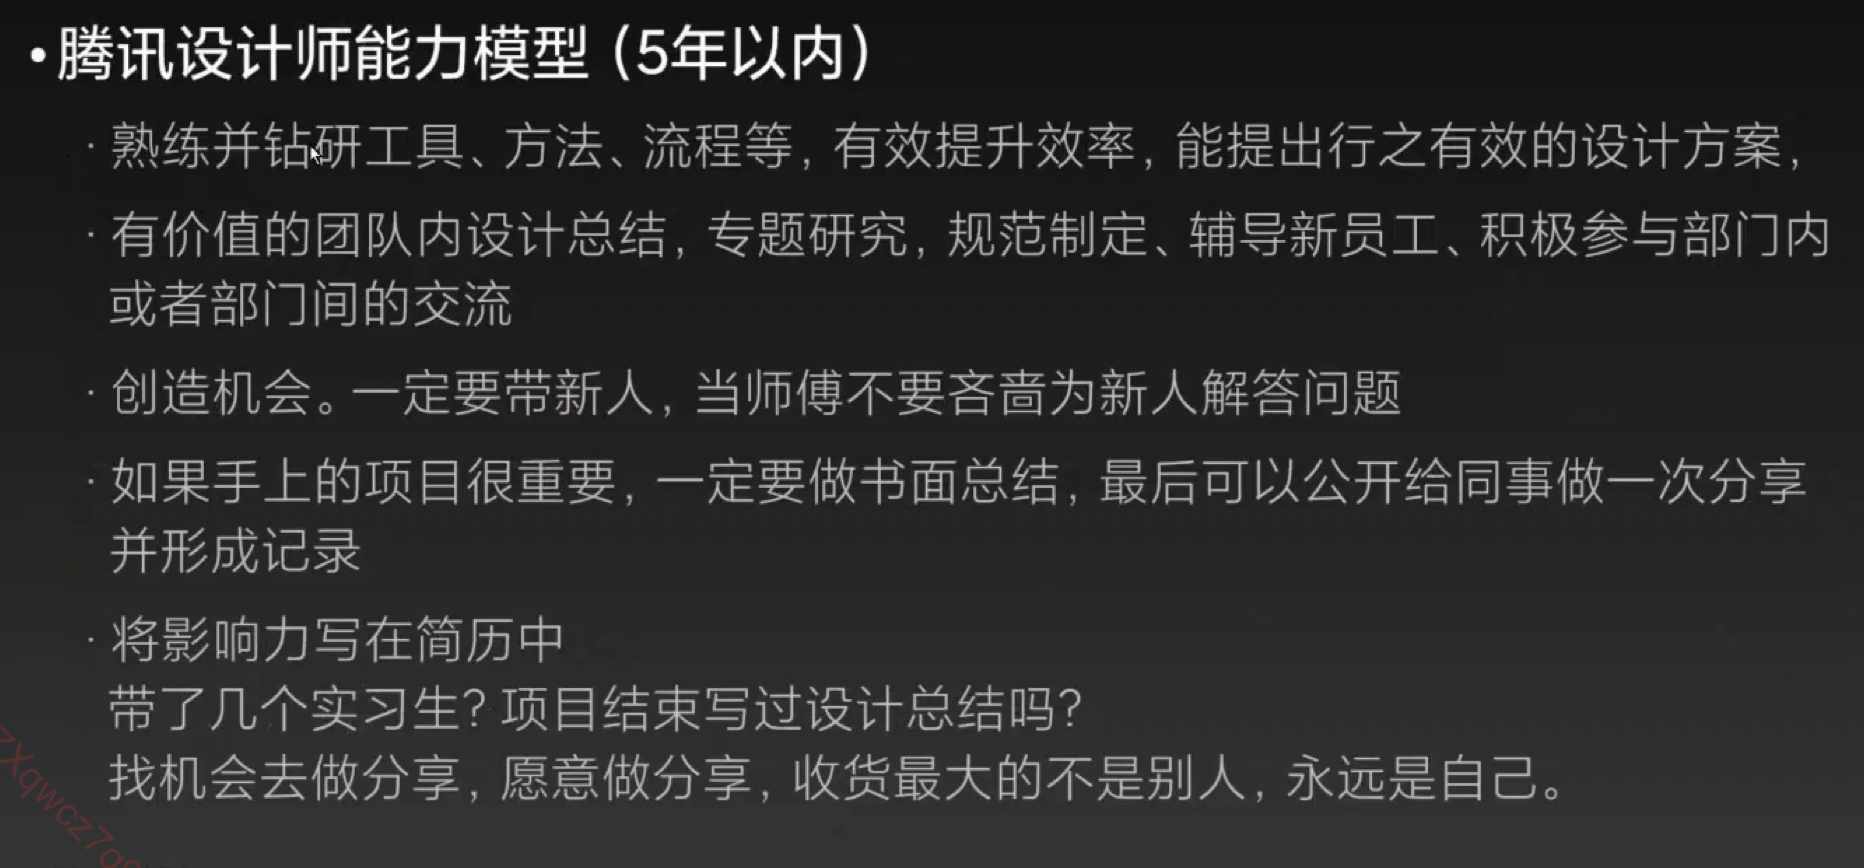 •腾讯设计师能力模型（5年以内）
·熟练并钻研工具、方法、流程等，有效提升效率，能提出行之有效的设计方案，
·有价值的团队内设计总结，专题研究，规范制定、辅导新员工、积极参与部门内
或者部门间的交流
·创造机会。一定要带新人，当师傅不要吝啬为新人解答问题
·如果手上的项目很重要，一定要做书面总结，最后可以公开给同事做一次分享
并形成记录
·将影响力写在简历中
带了几个实习生？项目结束写过设计总结吗？
找机会去做分享，愿意做分享，收货最大的不是别人，永远是自己。